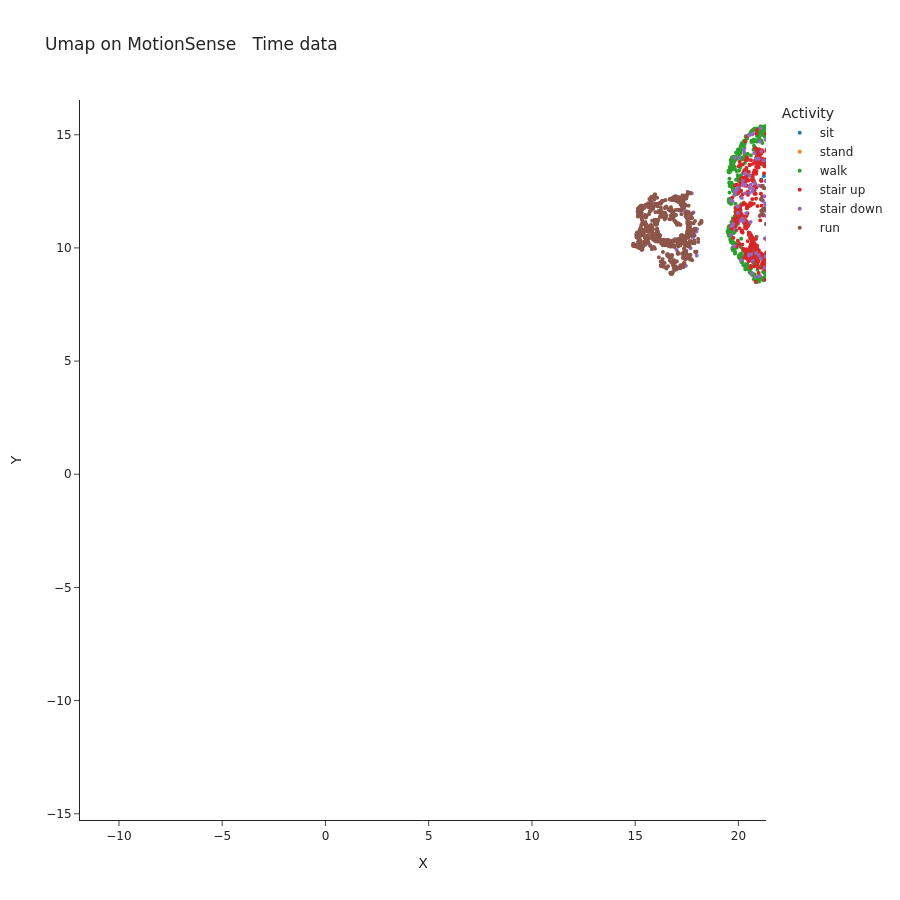 Umap on MotionSense   Time data
Activity
sit
stand
walk
stair up
stair down
run
15
10
5
0
−5
−10
−15
Y
−10
−5
0
5
10
15
20
X